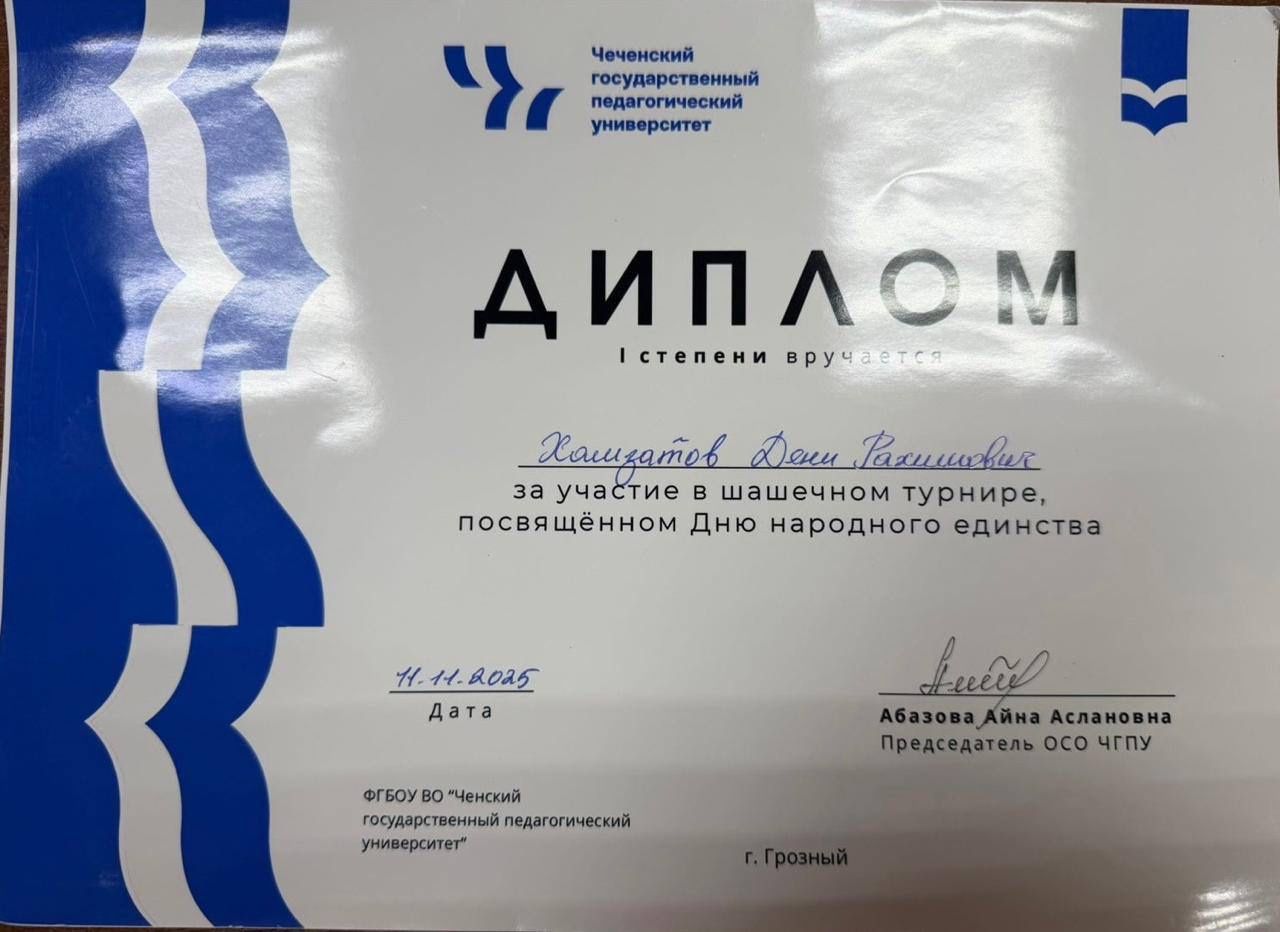 Чеченский
государственный
педагогический
университет
ДИПЛОМ
I степени вручается
Хамзатов Дени Рахимович
за участие в шашечном турнире,
посвящённом Дню народного единства
11.11.2025
Дата
Абазова Айна Аслановна
Председатель ОСО ЧГПУ
ФГБОУ ВО “Ченский
государственный педагогический
университет”
г. Грозный